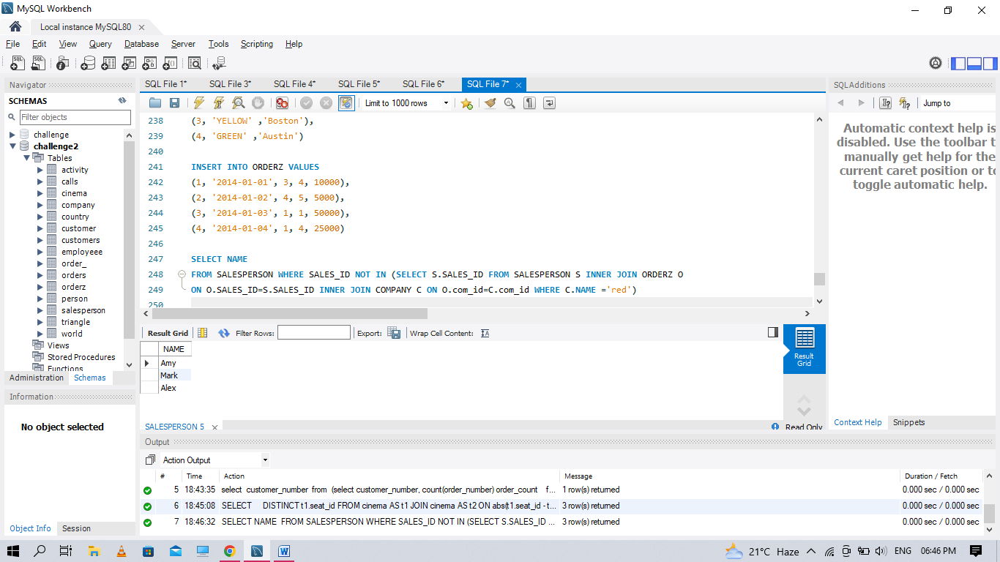 MySQL Workbench
Local instance MySQL80
File Edit View Query Database Server Tools Scripting Help
Navigator
SCHEMAS
Filter objects
challenge
challenge2
Tables
activity
calls
cinema
company
country
customer
customers
employeee
order_
orders
orderz
person
salesperson
triangle
world
Views
Stored Procedures
Functions
Administration Schemas
Information
No object selected
Object Info Session
SQL File 1* SQL File 3* SQL File 4* SQL File 5* SQL File 6* SQL File 7*
Limit to 1000 rows
238 (3, 'YELLOW' ,'Boston'),
239 (4, 'GREEN' ,'Austin')
240
241 INSERT INTO ORDERZ VALUES
242 (1, '2014-01-01', 3, 4, 10000),
243 (2, '2014-01-02', 4, 5, 5000),
244 (3, '2014-01-03', 1, 1, 50000),
245 (4, '2014-01-04', 1, 4, 25000)
246
247 SELECT NAME
248 FROM SALESPERSON WHERE SALES_ID NOT IN (SELECT S.SALES_ID FROM SALESPERSON S INNER JOIN ORDERZ O
249 ON O.SALES_ID=S.SALES_ID INNER JOIN COMPANY C ON O.com_id=C.com_id WHERE C.NAME ='red')
250
Result Grid Filter Rows: Export: Wrap Cell Content:
NAME
Amy
Mark
Alex
Result
Grid
SALESPERSON 5
Read Only
SQLAdditions
Jump to
Automatic context help is
disabled. Use the toolbar t
manually get help for the
current caret position or to
toggle automatic help.
Context Help Snippets
Output
Action Output
# Time Action Message Duration / Fetch
5 18:43:35 select customer_number from (select customer_number, count(order_number) order_count f... 1 row(s) returned 0.000 sec / 0.000 sec
6 18:45:08 SELECT DISTINCT t1.seat_id FROM cinema AS t1 JOIN cinema AS t2 ON abs(t1.seat_id - t... 3 row(s) returned 0.000 sec / 0.000 sec
7 18:46:32 SELECT NAME FROM SALESPERSON WHERE SALES_ID NOT IN (SELECT S.SALES_ID ... 3 row(s) returned 0.000 sec / 0.000 sec
21°C Haze ENG 06:46 PM